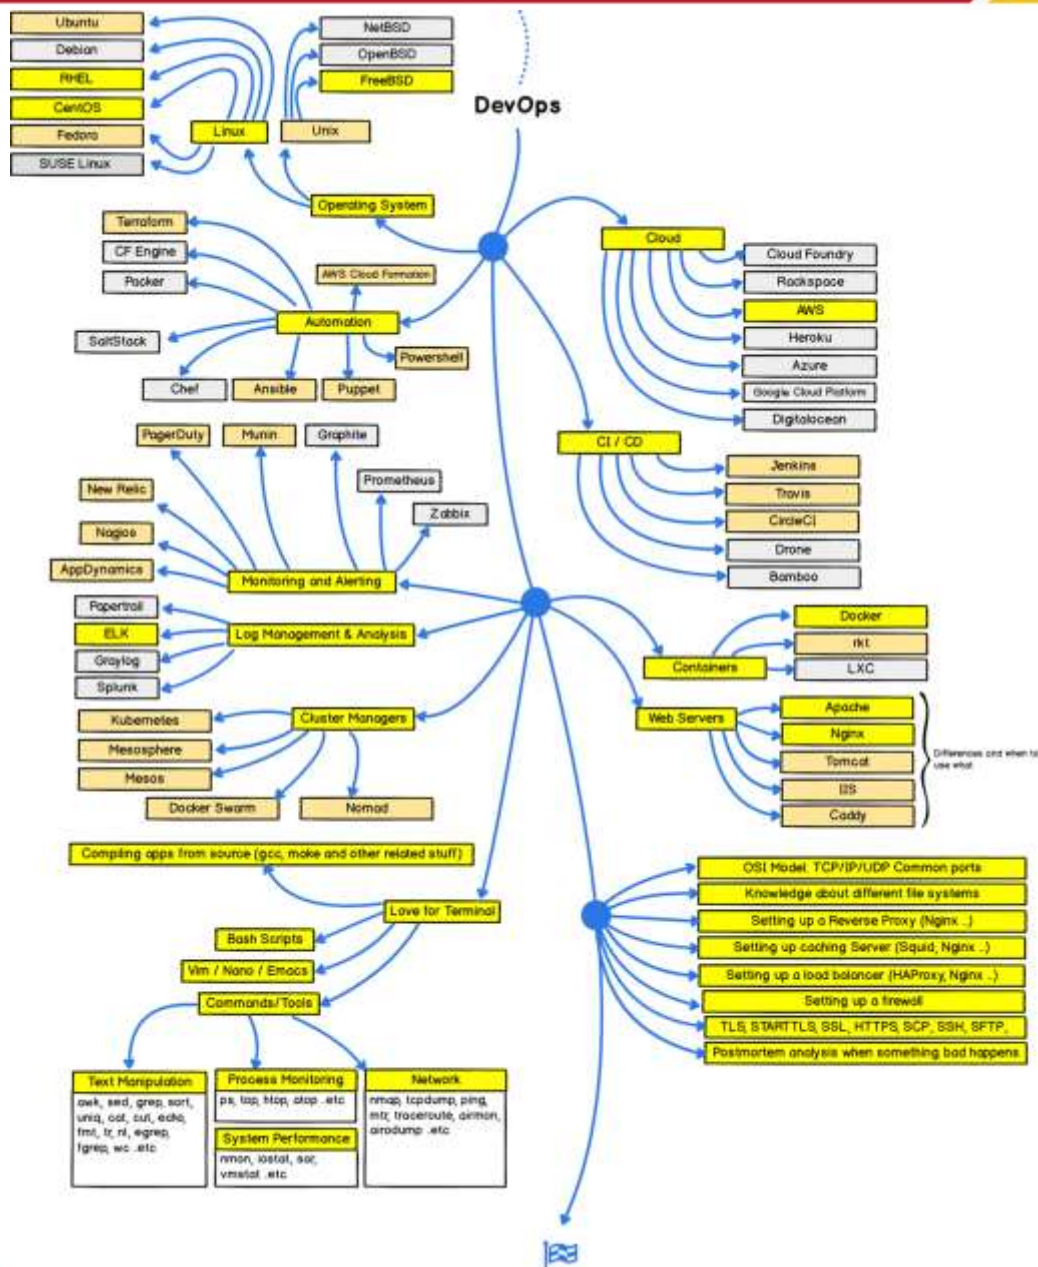 DevOps
Ubuntu
Debian
RHEL
CentOS
Fedora
SUSE Linux
Linux
NetBSD
OpenBSD
FreeBSD
Unix
Operating System
Cloud
Cloud Foundry
Rackspace
AWS
Heroku
Azure
Google Cloud Platform
Digitalocean
Terraform
CF Engine
Packer
SaltStack
Chef
Ansible
Puppet
Powershell
AWS Cloud Formation
Automation
CI / CD
Jenkins
Travis
CircleCI
Drone
Bamboo
PagerDuty
Munin
Graphite
Prometheus
Zabbix
New Relic
Nagios
AppDynamics
Monitoring and Alerting
Papertrail
ELK
Graylog
Splunk
Log Management & Analysis
Containers
Docker
rkt
LXC
Web Servers
Apache
Nginx
Tomcat
IIS
Caddy
Differences and when to
use what
Cluster Managers
Kubernetes
Mesosphere
Mesos
Docker Swarm
Nomad
Compiling apps from source (gcc, make and other related stuff)
Love for Terminal
Bash Scripts
Vim / Nano / Emacs
Commands/Tools
OSI Model. TCP/IP/UDP Common ports
Knowledge about different file systems
Setting up a Reverse Proxy (Nginx ..)
Setting up caching Server (Squid, Nginx ..)
Setting up a load balancer (HAProxy, Nginx ..)
Setting up a firewall
TLS, STARTTLS, SSL, HTTPS, SCP, SSH, SFTP,
Postmortem analysis when something bad happens
Text Manipulation
awk, sed, grep, sort,
uniq, cat, cut, echo,
fmt, tr, nl, egrep,
fgrep, wc .etc
Process Monitoring
ps, top, htop, atop .etc
System Performance
nmon, iostat, sar,
vmstat .etc
Network
nmap, tcpdump, ping,
mtr, traceroute, airmon,
airodump .etc